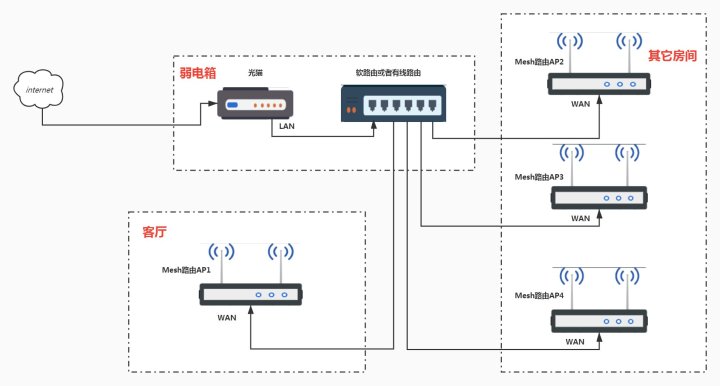 internet
弱电箱
光猫
LAN
软路由或者有线路由
其它房间
Mesh路由AP2
WAN
Mesh路由AP3
WAN
Mesh路由AP4
WAN
客厅
Mesh路由AP1
WAN